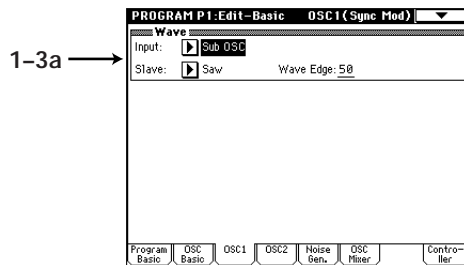 PROGRAM P1:Edit-Basic OSC1(Sync Mod)
Wave
1–3a
Input: Sub OSC
Slave: Saw Wave Edge: 50
Program Basic OSC Basic OSC1 OSC2 Noise Gen. OSC Mixer Contro-ller